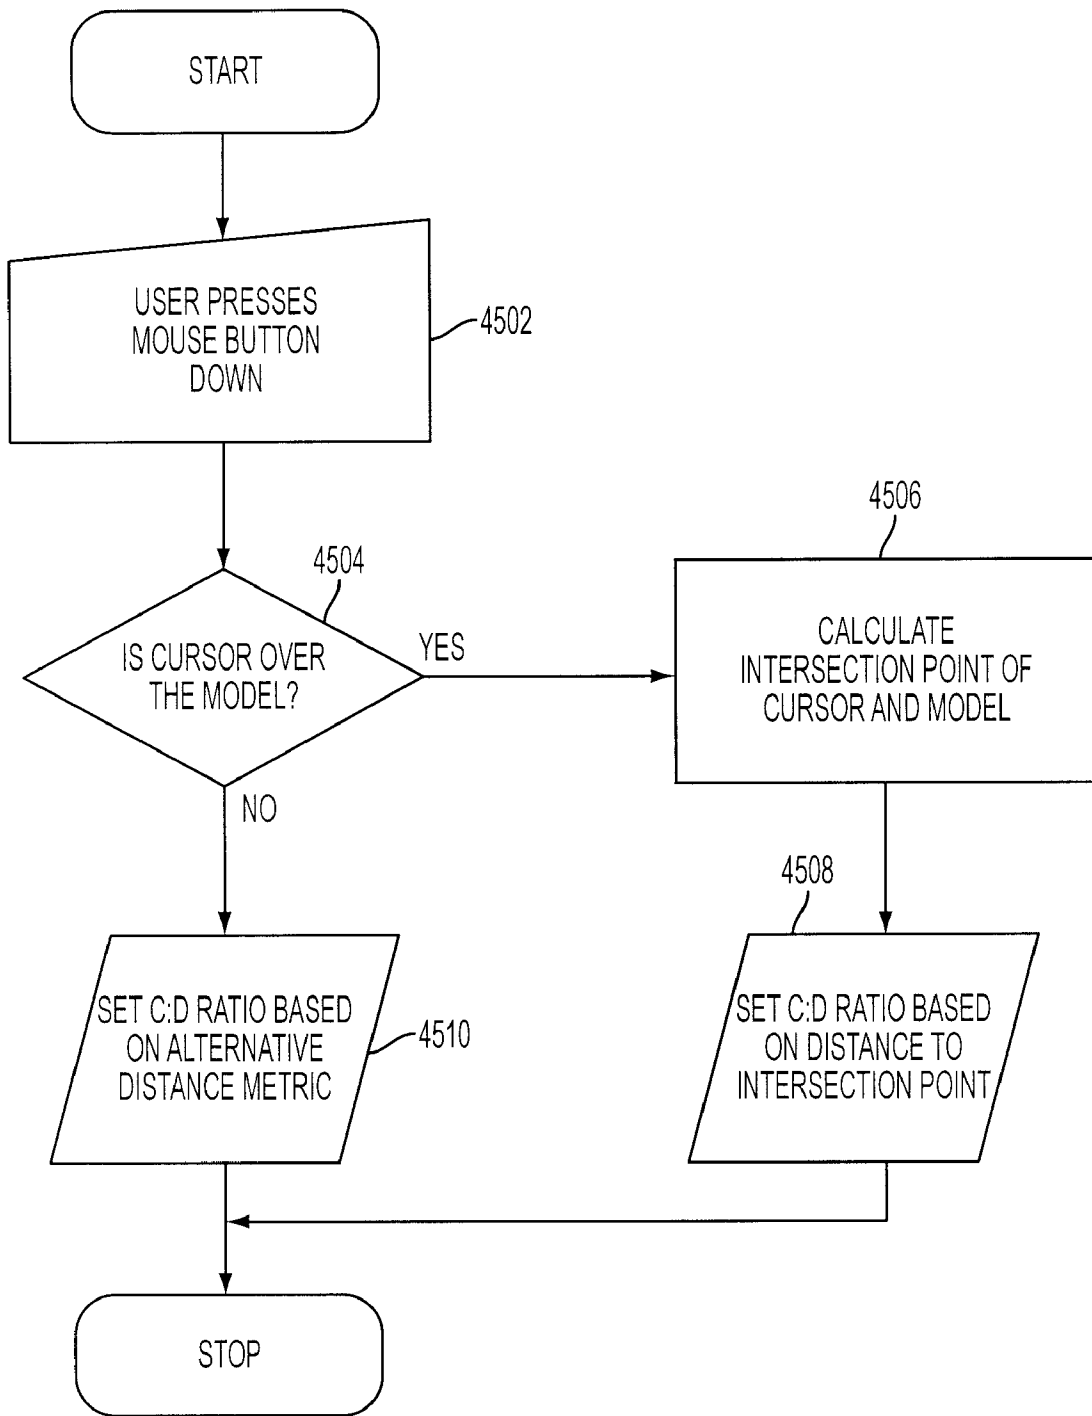 START
USER PRESSES
MOUSE BUTTON
DOWN
4502
4504
IS CURSOR OVER
THE MODEL?
YES
NO
4506
CALCULATE
INTERSECTION POINT OF
CURSOR AND MODEL
4508
SET C:D RATIO BASED
ON DISTANCE TO
INTERSECTION POINT
SET C:D RATIO BASED
ON ALTERNATIVE
DISTANCE METRIC
4510
STOP